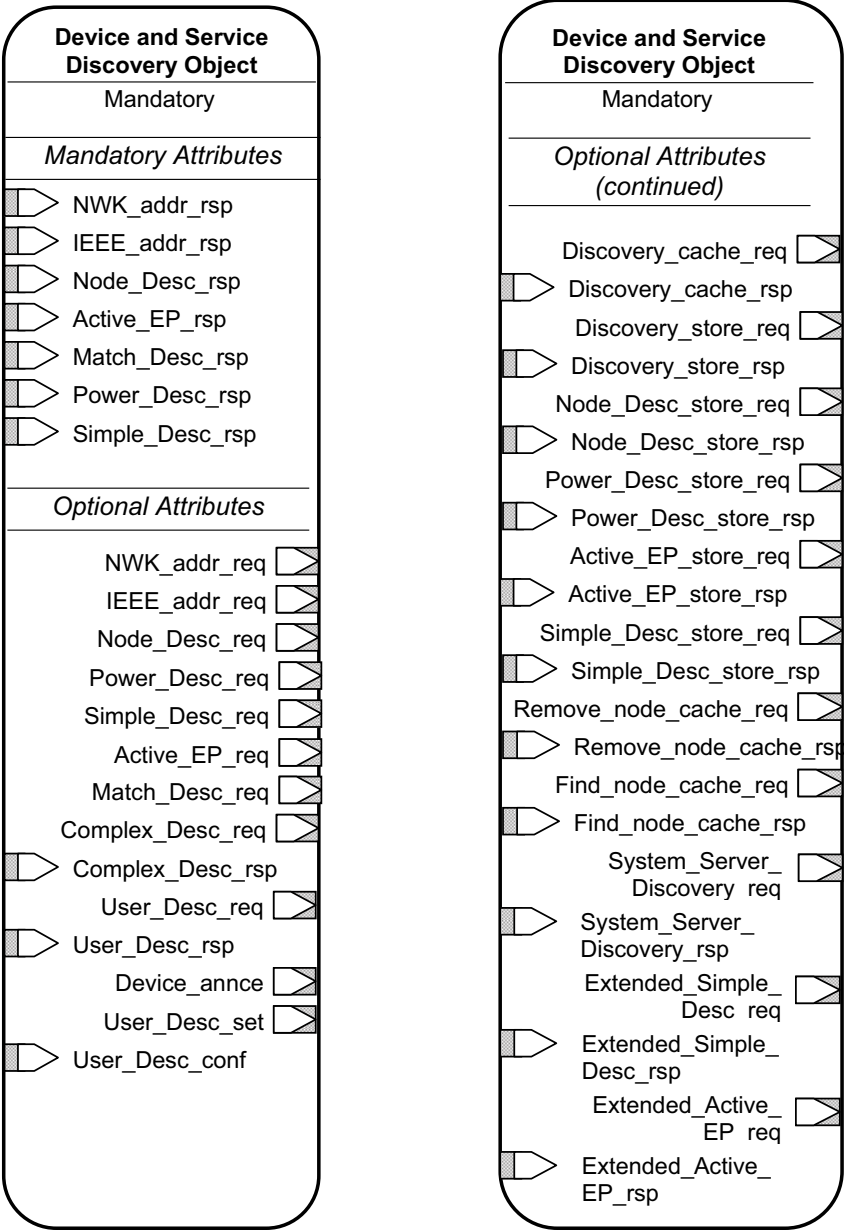 Device and Service
Discovery Object
Mandatory
Mandatory Attributes
NWK_addr_rsp
IEEE_addr_rsp
Node_Desc_rsp
Active_EP_rsp
Match_Desc_rsp
Power_Desc_rsp
Simple_Desc_rsp
Optional Attributes
NWK_addr_req
IEEE_addr_req
Node_Desc_req
Power_Desc_req
Simple_Desc_req
Active_EP_req
Match_Desc_req
Complex_Desc_req
Complex_Desc_rsp
User_Desc_req
User_Desc_rsp
Device_annce
User_Desc_set
User_Desc_conf
Device and Service
Discovery Object
Mandatory
Optional Attributes
(continued)
Discovery_cache_req
Discovery_cache_rsp
Discovery_store_req
Discovery_store_rsp
Node_Desc_store_req
Node_Desc_store_rsp
Power_Desc_store_req
Power_Desc_store_rsp
Active_EP_store_req
Active_EP_store_rsp
Simple_Desc_store_req
Simple_Desc_store_rsp
Remove_node_cache_req
Remove_node_cache_rsp
Find_node_cache_req
Find_node_cache_rsp
System_Server_
Discovery req
System_Server_
Discovery_rsp
Extended_Simple_
Desc req
Extended_Simple_
Desc_rsp
Extended_Active_
EP req
Extended_Active_
EP_rsp